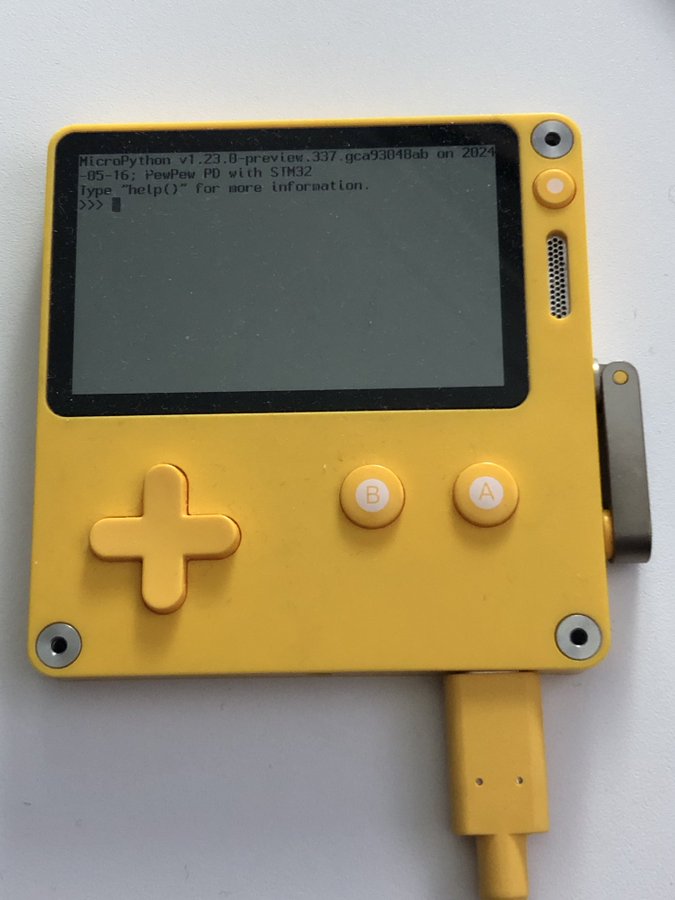 MicroPython v1.23.0-preview.337.gca93048ab on 2024
-05-16; PewPew PD with STM32
Type "help()" for more information.
>>>
B
A